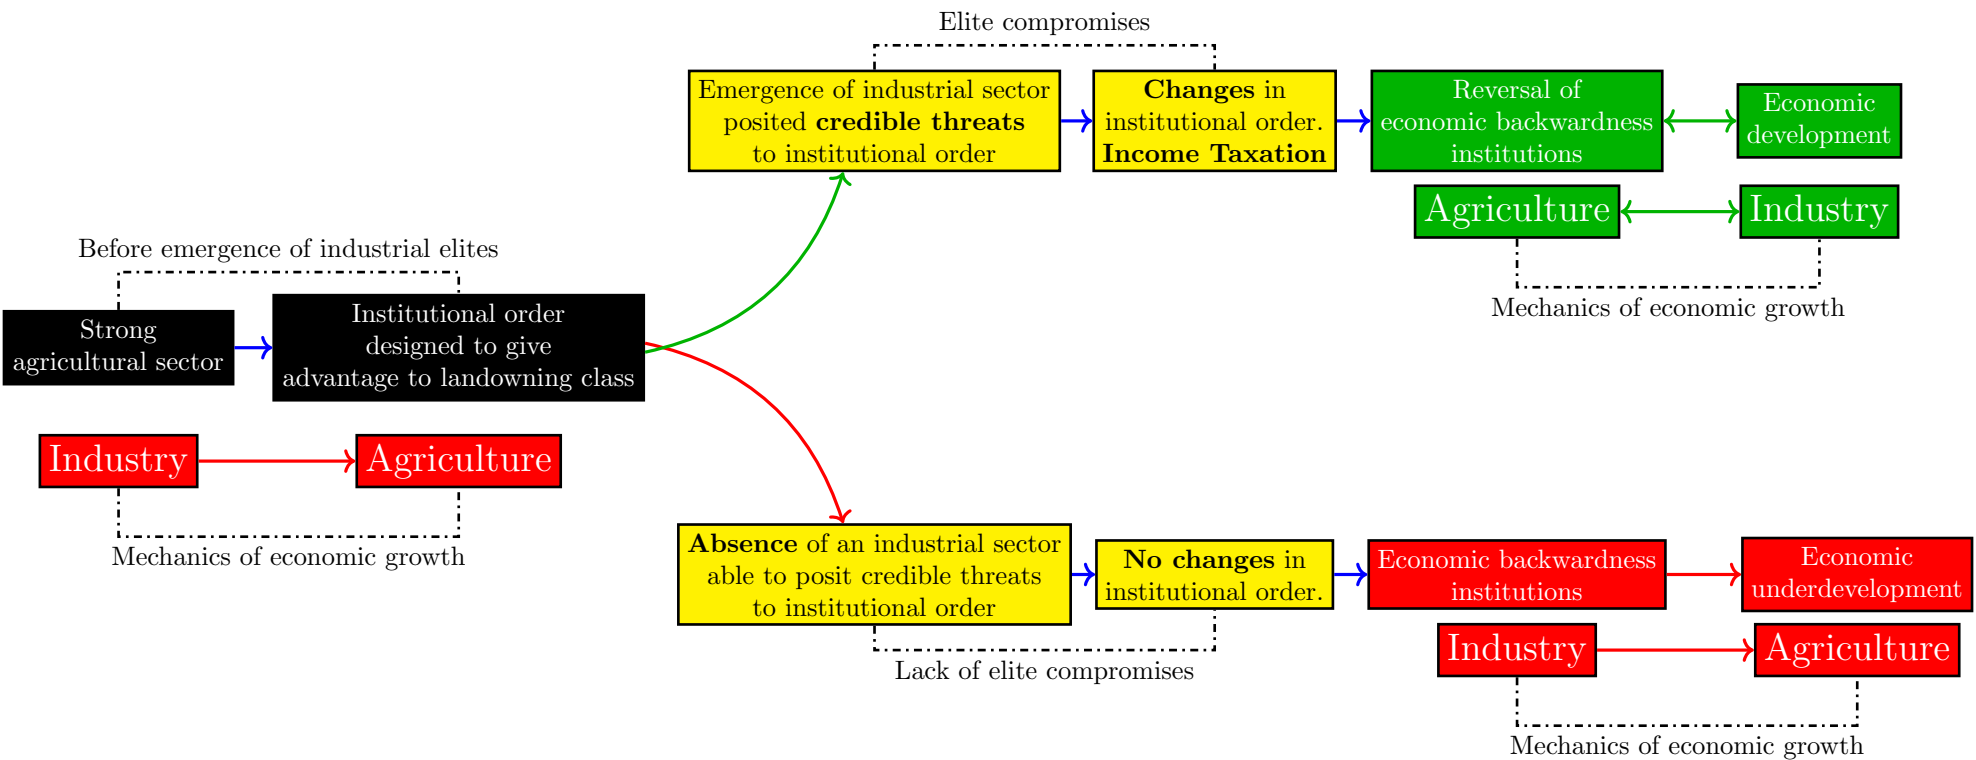 Elite compromises
Emergence of industrial sector
posited credible threats
to institutional order
Changes in
institutional order.
Income Taxation
Reversal of
economic backwardness
institutions
Economic
development
Agriculture
Industry
Mechanics of economic growth
Before emergence of industrial elites
Strong
agricultural sector
Institutional order
designed to give
advantage to landowning class
Industry
Agriculture
Mechanics of economic growth
Absence of an industrial sector
able to posit credible threats
to institutional order
No changes in
institutional order.
Economic backwardness
institutions
Economic
underdevelopment
Lack of elite compromises
Industry
Agriculture
Mechanics of economic growth